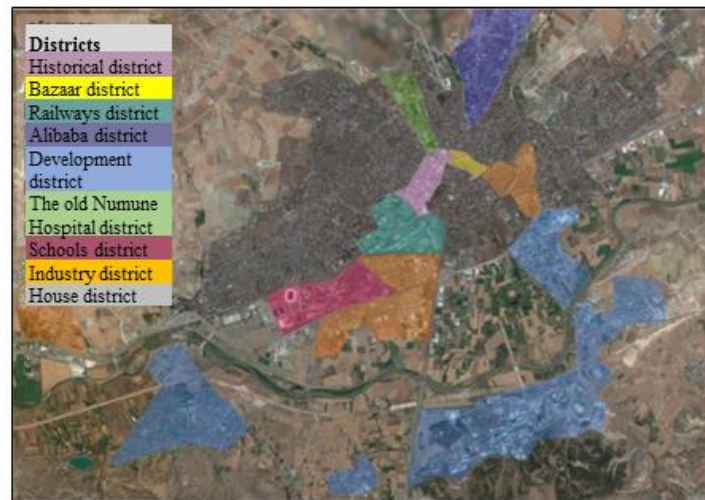 Districts
Historical district
Bazaar district
Railways district
Alibaba district
Development
district
The old Numune
Hospital district
Schools district
Industry district
House district